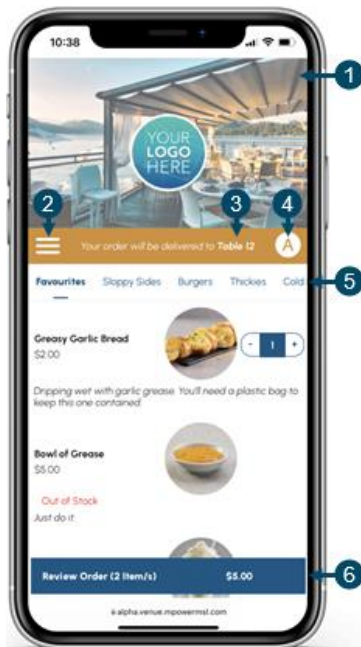 10:38
1
YOUR
LOGO
HERE
2
3
4
Your order will be delivered to Table 12
A
Favourites Sloppy Sides Burgers Thickies Cold
5
Greasy Garlic Bread
$2.00
- 1 +
Dripping wet with garlic grease. You'll need a plastic bag to
keep this one contained.
Bowl of Grease
$5.00
Out of Stock
Just do it
Review Order (2 Item/s) $5.00
6
alpha.venue.mpowermsl.com